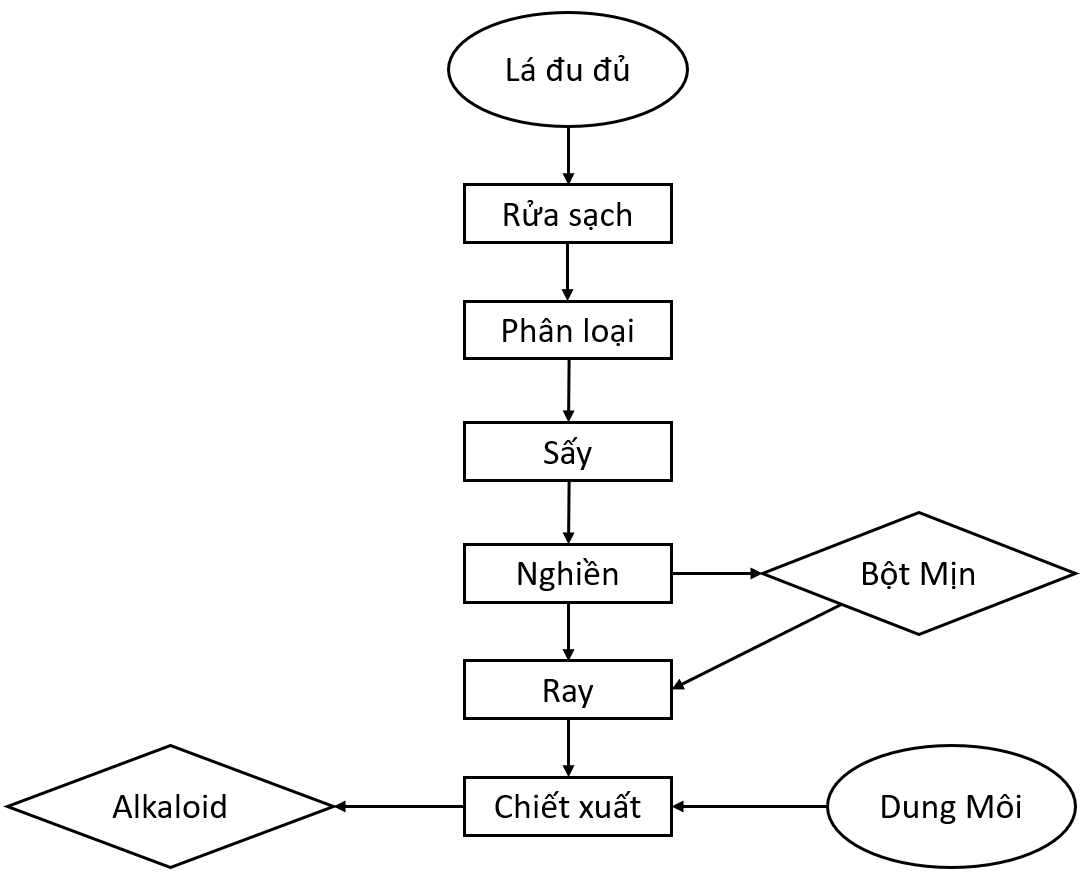 Lá đu đủ
Rửa sạch
Phân loại
Sấy
Nghiền
Bột Mịn
Ray
Alkaloid
Chiết xuất
Dung Môi